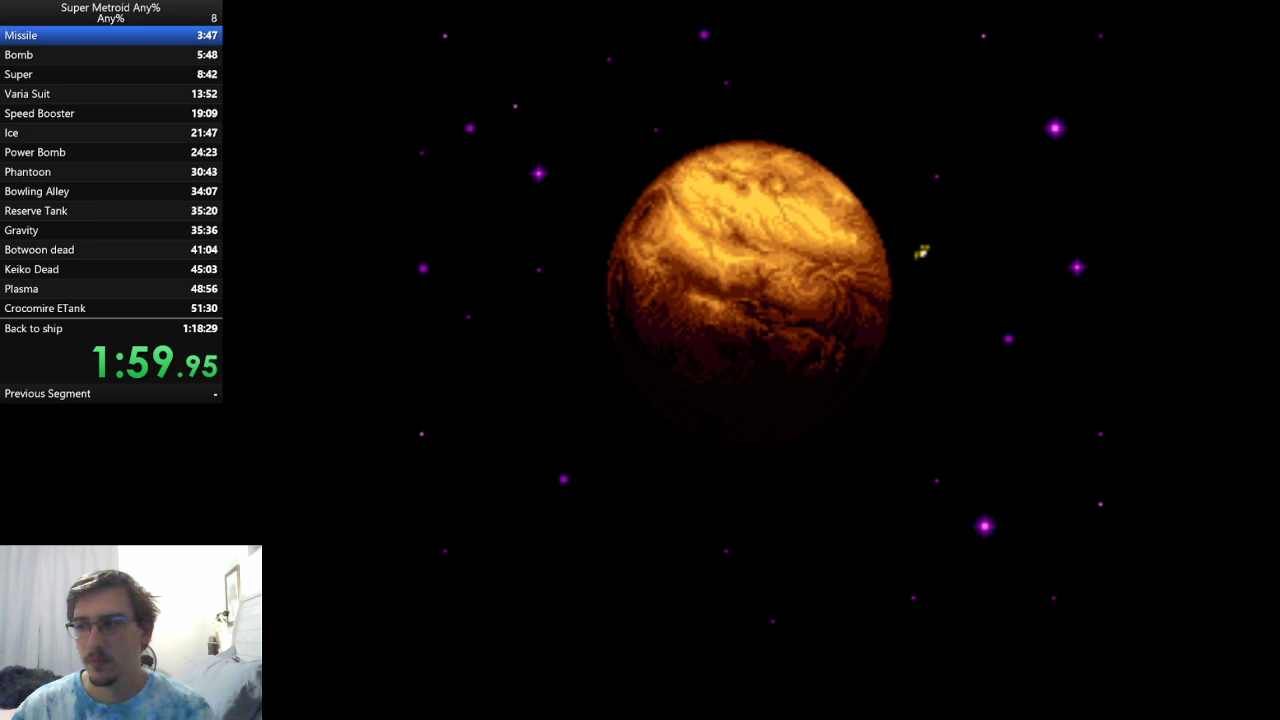 Super Metroid Any%
Any% 8
Missile 3:47
Bomb 5:48
Super 8:42
Varia Suit 13:52
Speed Booster 19:09
Ice 21:47
Power Bomb 24:23
Phantoon 30:43
Bowling Alley 34:07
Reserve Tank 35:20
Gravity 35:36
Botwoon dead 41:04
Keiko Dead 45:03
Plasma 48:56
Crocomire ETank 51:30
Back to ship 1:18:29
1:59.95
Previous Segment -